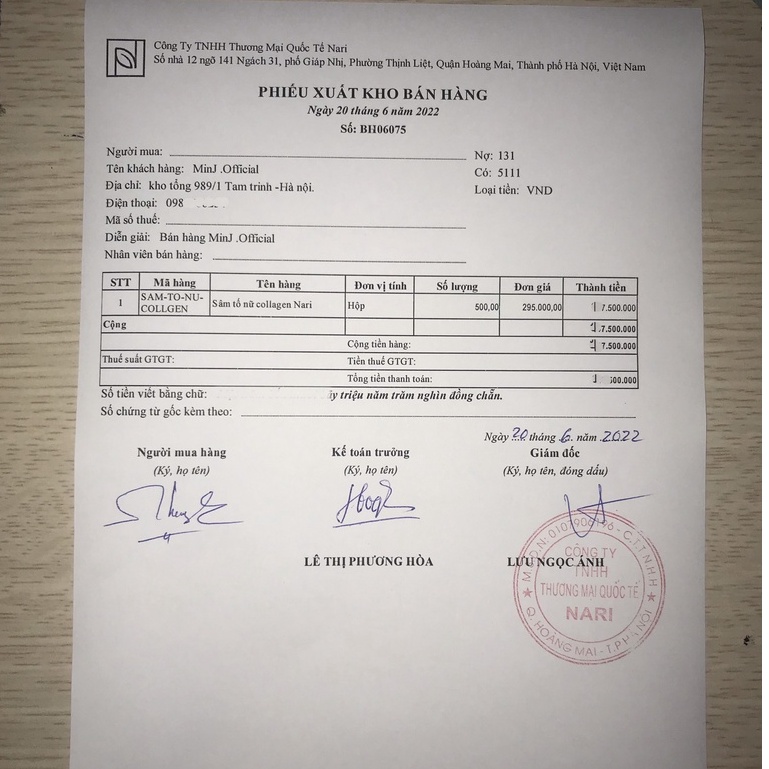 Công Ty TNHH Thương Mại Quốc Tế Nari
Số nhà 12 ngõ 141 Ngách 31, phố Giáp Nhị, Phường Thịnh Liệt, Quận Hoàng Mai, Thành phố Hà Nội, Việt Nam
PHIẾU XUẤT KHO BÁN HÀNG
Ngày 20 tháng 6 năm 2022
Số: BH06075
Người mua:
Nợ: 131
Tên khách hàng: MinJ .Official
Có: 5111
Địa chỉ: kho tổng 989/1 Tam trinh -Hà nội.
Loại tiền: VND
Điện thoại: 098
Mã số thuế:
Diễn giải: Bán hàng MinJ .Official
Nhân viên bán hàng:
STT Mã hàng Tên hàng Đơn vị tính Số lượng Đơn giá Thành tiền
1 SAM-TO-NU-COLLGEN Sâm tố nữ collagen Nari Hộp 500,00 295.000,00 7.500.000
Cộng 7.500.000
Cộng tiền hàng: 7.500.000
Thuế suất GTGT: Tiền thuế GTGT:
Tổng tiền thanh toán: 00.000
Số tiền viết bằng chữ: triệu năm trăm nghìn đồng chẵn.
Số chứng từ gốc kèm theo:
Ngày 20 tháng 6 năm 2022
Người mua hàng Kế toán trưởng Giám đốc
(Ký, họ tên) (Ký, họ tên) (Ký, họ tên, đóng dấu)
LÊ THỊ PHƯƠNG HÒA LƯU NGỌC ÁNH
CÔNG TY
TNHH
THƯƠNG MẠI QUỐC TẾ
NARI
Q HOÀNG MAI - T.P HÀ NỘI